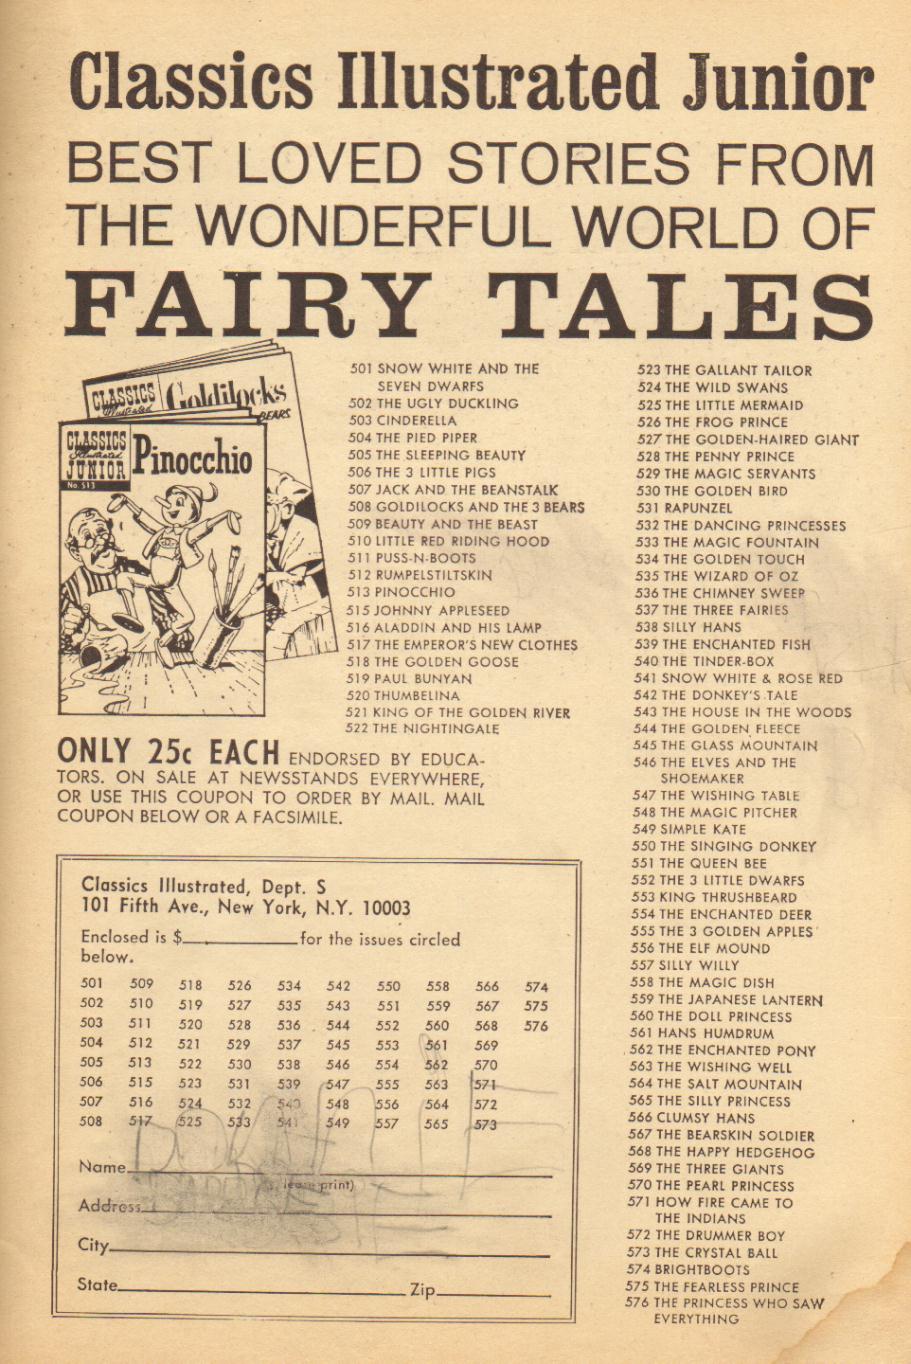 Classics Illustrated Junior
BEST LOVED STORIES FROM
THE WONDERFUL WORLD OF
FAIRY TALES
CLASSICS
Illustrated
Goldilocks
BEARS
CLASSICS
Illustrated
JUNIOR
No. 513
Pinocchio
501 SNOW WHITE AND THE
SEVEN DWARFS
502 THE UGLY DUCKLING
503 CINDERELLA
504 THE PIED PIPER
505 THE SLEEPING BEAUTY
506 THE 3 LITTLE PIGS
507 JACK AND THE BEANSTALK
508 GOLDILOCKS AND THE 3 BEARS
509 BEAUTY AND THE BEAST
510 LITTLE RED RIDING HOOD
511 PUSS-N-BOOTS
512 RUMPELSTILTSKIN
513 PINOCCHIO
515 JOHNNY APPLESEED
516 ALADDIN AND HIS LAMP
517 THE EMPEROR'S NEW CLOTHES
518 THE GOLDEN GOOSE
519 PAUL BUNYAN
520 THUMBELINA
521 KING OF THE GOLDEN RIVER
522 THE NIGHTINGALE
523 THE GALLANT TAILOR
524 THE WILD SWANS
525 THE LITTLE MERMAID
526 THE FROG PRINCE
527 THE GOLDEN-HAIRED GIANT
528 THE PENNY PRINCE
529 THE MAGIC SERVANTS
530 THE GOLDEN BIRD
531 RAPUNZEL
532 THE DANCING PRINCESSES
533 THE MAGIC FOUNTAIN
534 THE GOLDEN TOUCH
535 THE WIZARD OF OZ
536 THE CHIMNEY SWEEP
537 THE THREE FAIRIES
538 SILLY HANS
539 THE ENCHANTED FISH
540 THE TINDER-BOX
541 SNOW WHITE & ROSE RED
542 THE DONKEY'S TALE
543 THE HOUSE IN THE WOODS
544 THE GOLDEN FLEECE
545 THE GLASS MOUNTAIN
546 THE ELVES AND THE
SHOEMAKER
547 THE WISHING TABLE
548 THE MAGIC PITCHER
549 SIMPLE KATE
550 THE SINGING DONKEY
551 THE QUEEN BEE
552 THE 3 LITTLE DWARFS
553 KING THRUSHBEARD
554 THE ENCHANTED DEER
555 THE 3 GOLDEN APPLES
556 THE ELF MOUND
557 SILLY WILLY
558 THE MAGIC DISH
559 THE JAPANESE LANTERN
560 THE DOLL PRINCESS
561 HANS HUMDRUM
562 THE ENCHANTED PONY
563 THE WISHING WELL
564 THE SALT MOUNTAIN
565 THE SILLY PRINCESS
566 CLUMSY HANS
567 THE BEARSKIN SOLDIER
568 THE HAPPY HEDGEHOG
569 THE THREE GIANTS
570 THE PEARL PRINCESS
571 HOW FIRE CAME TO
THE INDIANS
572 THE DRUMMER BOY
573 THE CRYSTAL BALL
574 BRIGHTBOOTS
575 THE FEARLESS PRINCE
576 THE PRINCESS WHO SAW
EVERYTHING
ONLY 25c EACH ENDORSED BY EDUCA-
TORS. ON SALE AT NEWSSTANDS EVERYWHERE,
OR USE THIS COUPON TO ORDER BY MAIL. MAIL
COUPON BELOW OR A FACSIMILE.
Classics Illustrated, Dept. S
101 Fifth Ave., New York, N.Y. 10003
Enclosed is $ for the issues circled
below.
501 509 518 526 534 542 550 558 566 574
502 510 519 527 535 543 551 559 567 575
503 511 520 528 536 544 552 560 568 576
504 512 521 529 537 545 553 561 569
505 513 522 530 538 546 554 562 570
506 515 523 531 539 547 555 563 571
507 516 524 532 540 548 556 564 572
508 517 525 533 541 549 557 565 573
Name
print)
Address
City
State Zip